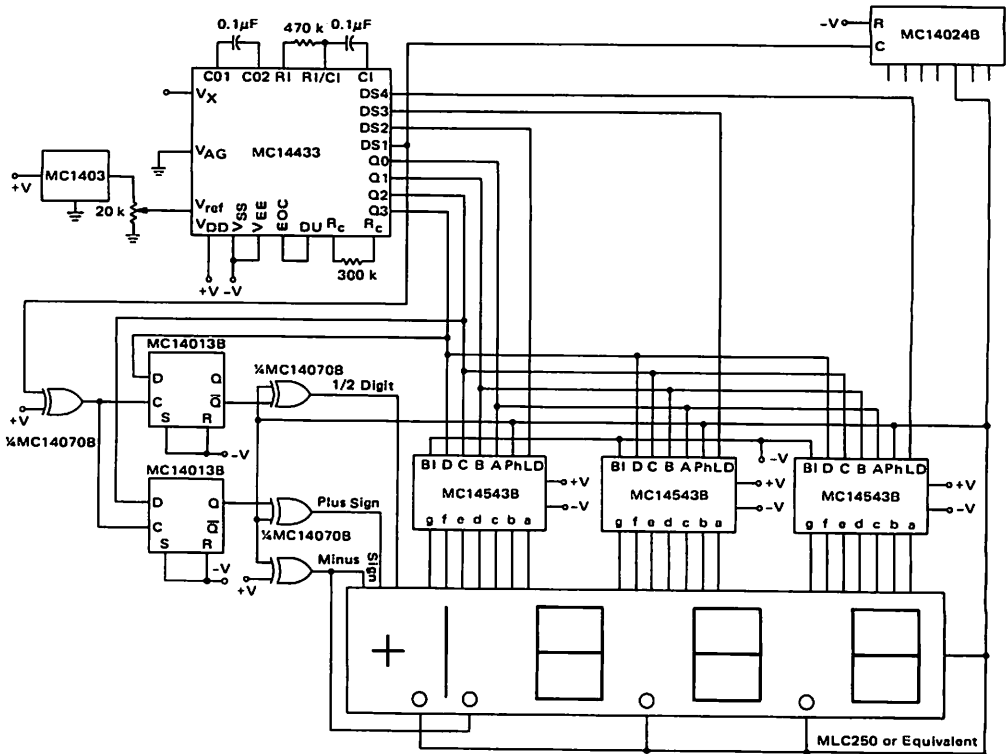 0.1µF 470 k 0.1µF
C01 C02 RI RI/CI CI
VX
VAG
MC14433
Vref
VDD VSS VEE EOC DU Rc Rc
DS4
DS3
DS2
DS1
Q0
Q1
Q2
Q3
MC1403
+V
20 k
+V -V
300 k
-V
R
C
MC14024B
MC14013B
D Q
C Q
S R
-V
+V
¼MC14070B
¼MC14070B
1/2 Digit
MC14013B
D Q
C Q
S R
-V
Plus Sign
¼MC14070B
Minus
Sign
+V
BI D C B A Ph LD
MC14543B
g f e d c b a
+V
-V
BI D C B A Ph LD
MC14543B
g f e d c b a
+V
-V
-V
BI D C B A Ph LD
MC14543B
g f e d c b a
+V
-V
MLC250 or Equivalent